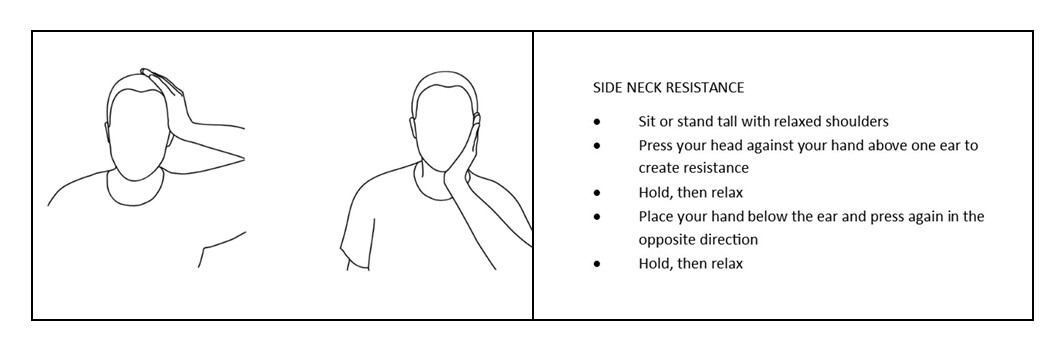 SIDE NECK RESISTANCE
• Sit or stand tall with relaxed shoulders
• Press your head against your hand above one ear to
create resistance
• Hold, then relax
• Place your hand below the ear and press again in the
opposite direction
• Hold, then relax